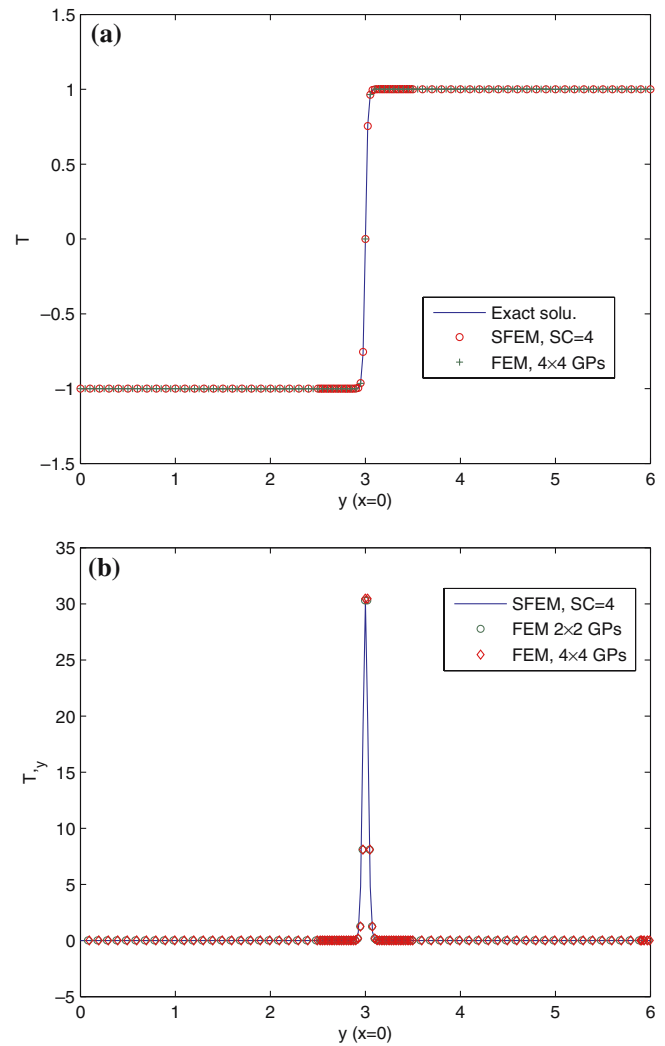 (a)
1.5
1
0.5
0
−0.5
−1
−1.5
T
Exact solu.
SFEM, SC=4
FEM, 4×4 GPs
0 1 2 3 4 5 6
y (x=0)
(b)
35
30
25
20
15
10
5
0
−5
T,y
SFEM, SC=4
FEM 2×2 GPs
FEM, 4×4 GPs
0 1 2 3 4 5 6
y (x=0)